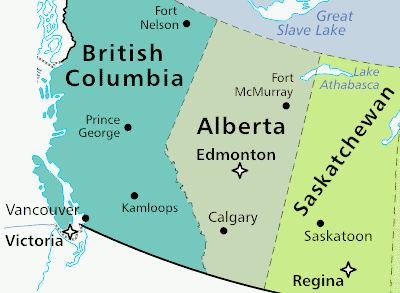 Fort
Nelson
Great
Slave Lake
British
Columbia
Fort
McMurray
Lake
Athabasca
Prince
George
Alberta
Edmonton
Saskatchewan
Kamloops
Vancouver
Calgary
Victoria
Saskatoon
Regina